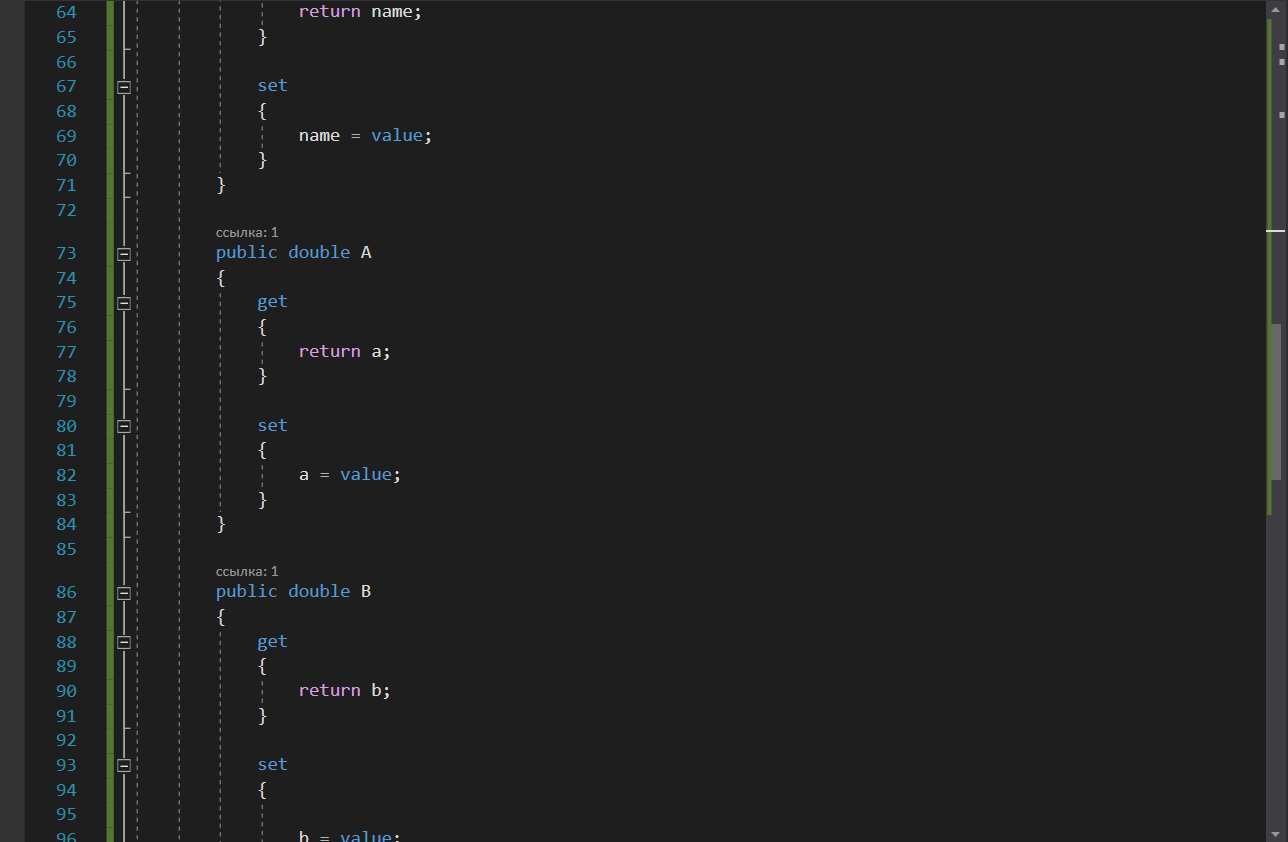 64 return name;
65 }
66
67 set
68 {
69 name = value;
70 }
71 }
72
ссылка: 1
73 public double A
74 {
75 get
76 {
77 return a;
78 }
79
80 set
81 {
82 a = value;
83 }
84 }
85
ссылка: 1
86 public double B
87 {
88 get
89 {
90 return b;
91 }
92
93 set
94 {
95
96 b = value;